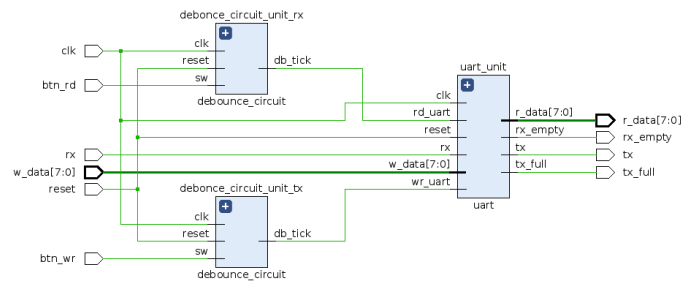 debonce_circuit_unit_rx
clk
clk
reset
db_tick
btn_rd
sw
debounce_circuit
uart_unit
clk
rd_uart
r_data[7:0]
r_data[7:0]
reset
rx_empty
rx_empty
rx
rx
tx
tx
w_data[7:0]
w_data[7:0]
tx_full
tx_full
reset
wr_uart
debonce_circuit_unit_tx
uart
clk
reset
db_tick
btn_wr
sw
debounce_circuit